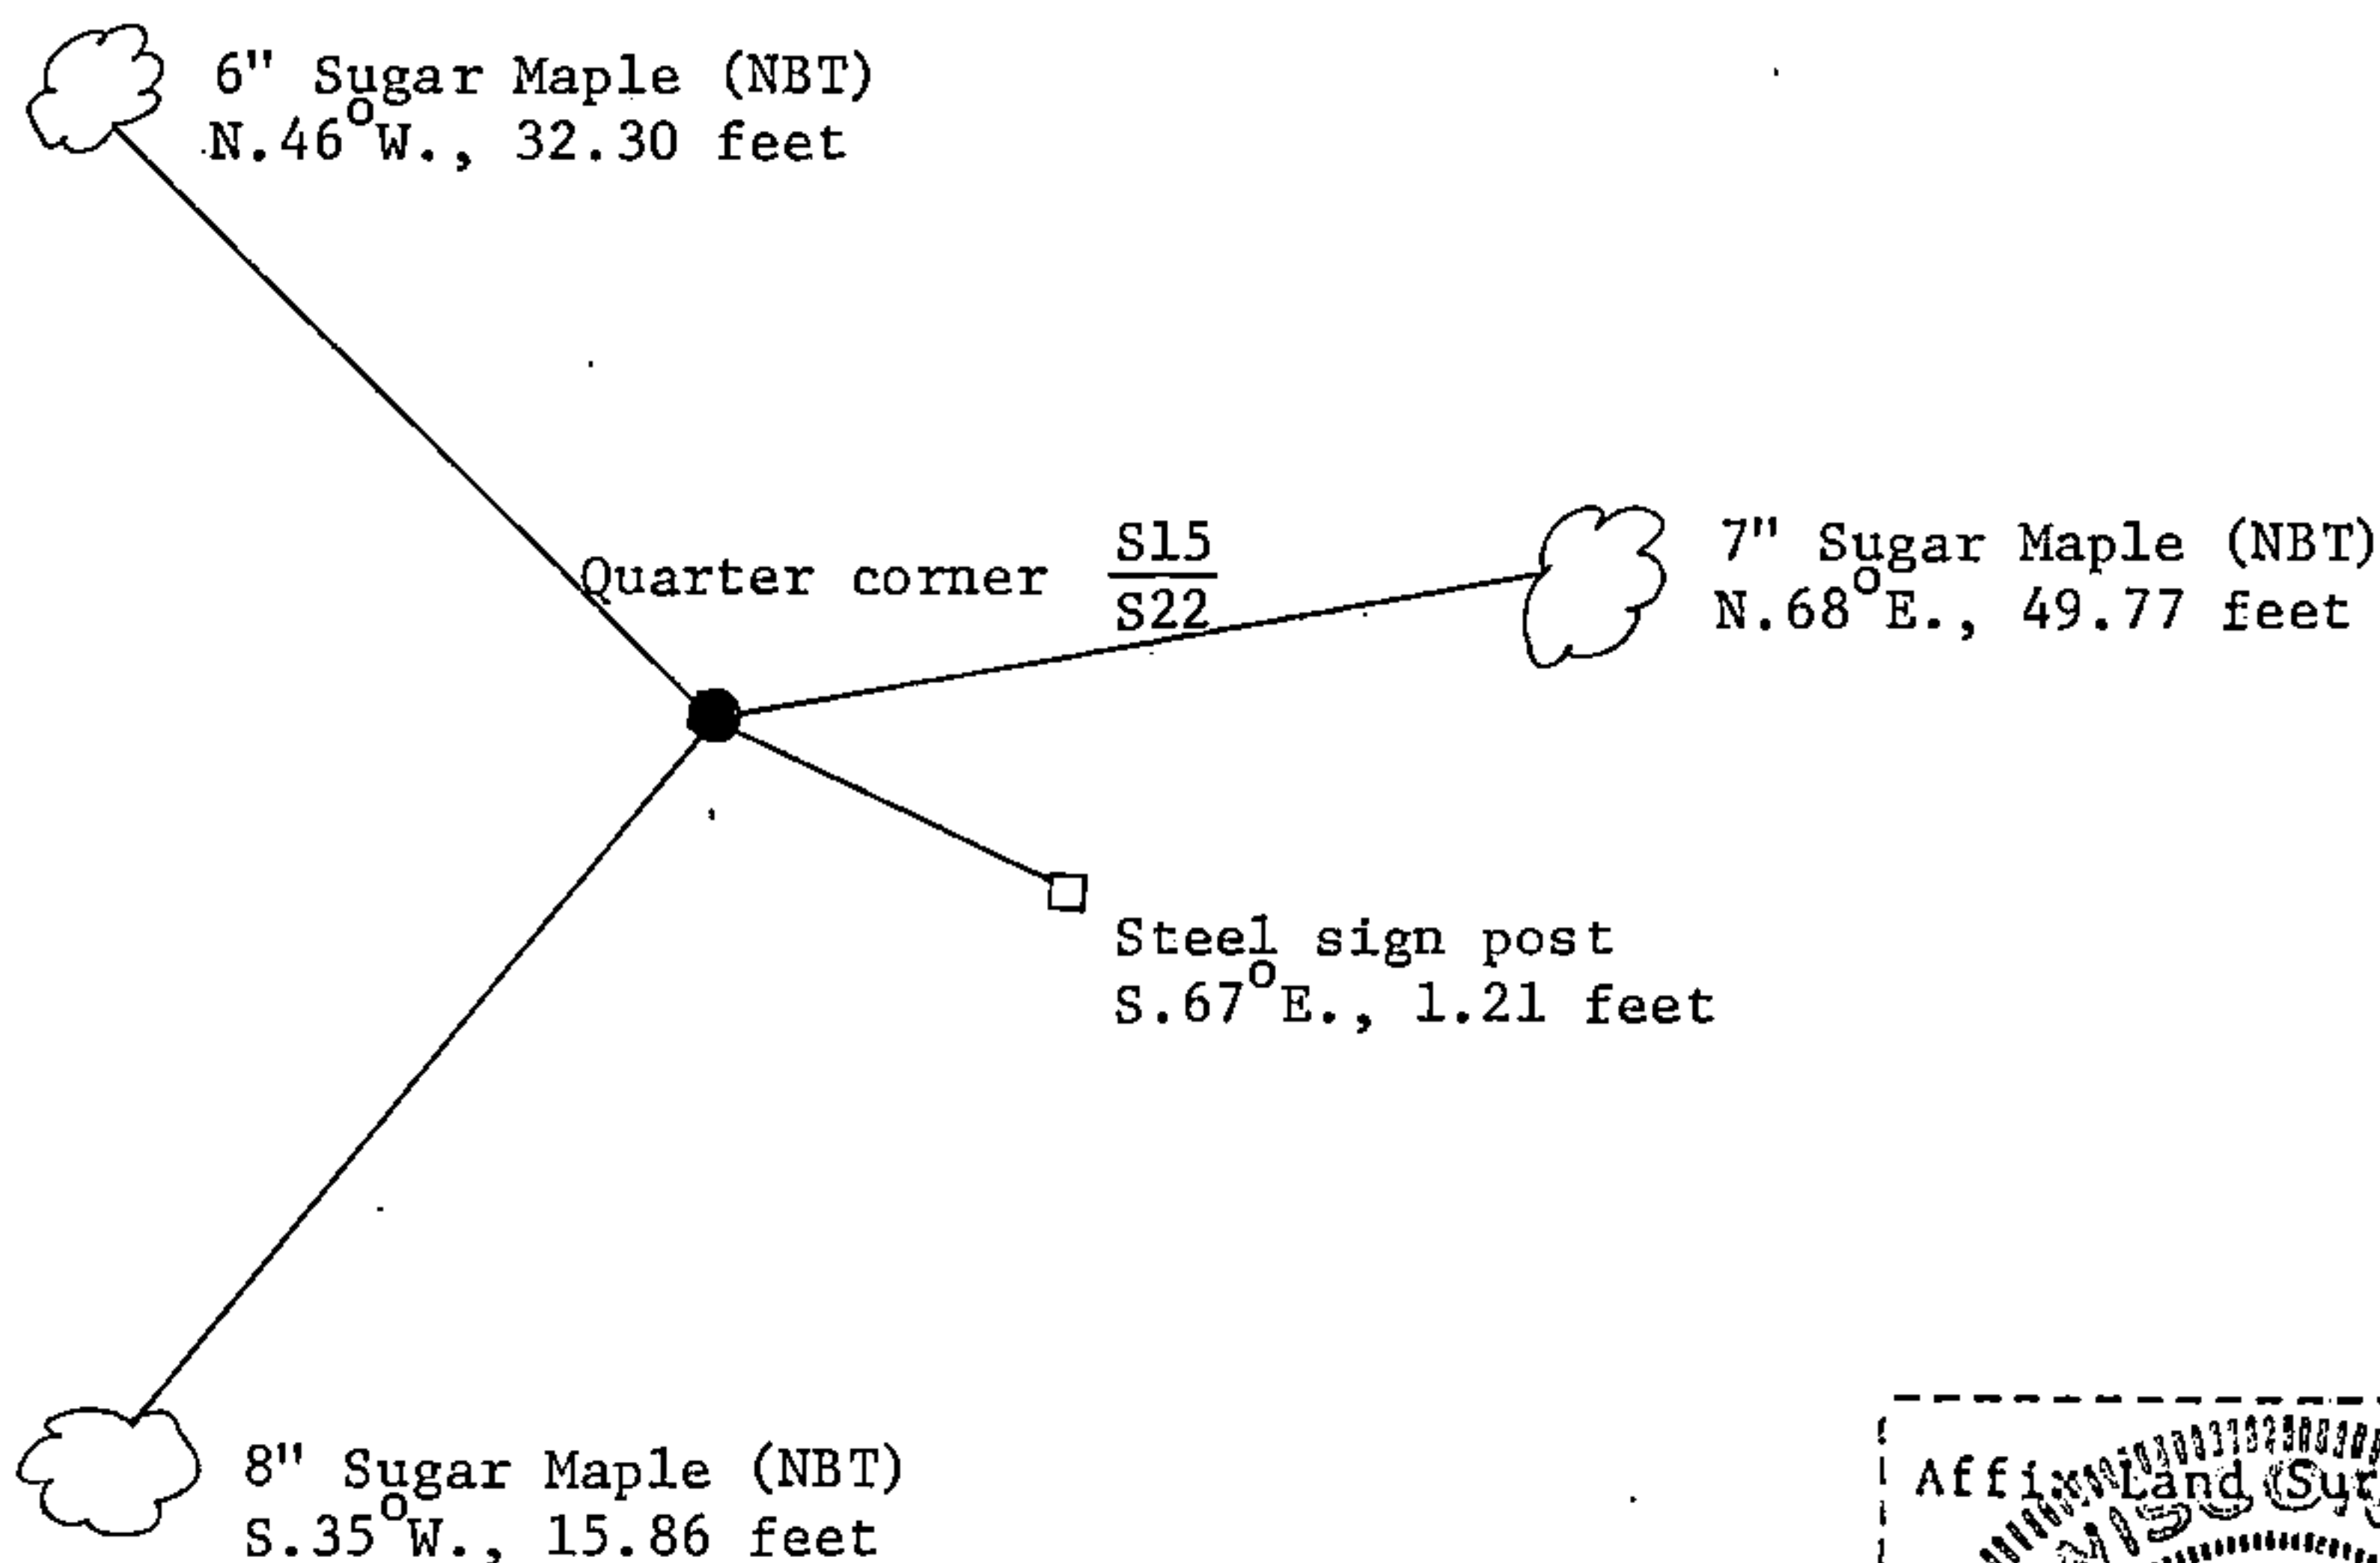 6" Sugar Maple (NBT)
N.46°W., 32.30 feet
Quarter corner S15
S22
7" Sugar Maple (NBT)
N.68°E., 49.77 feet
Steel sign post
S.67°E., 1.21 feet
8" Sugar Maple (NBT)
S.35°W., 15.86 feet
Affix Land